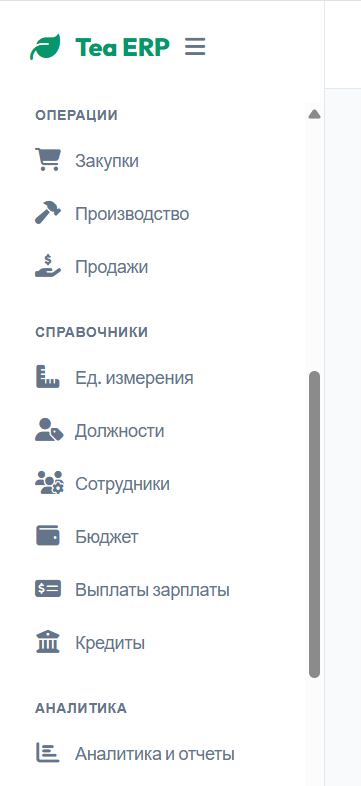 Tea ERP
ОПЕРАЦИИ
Закупки
Производство
Продажи
СПРАВОЧНИКИ
Ед. измерения
Должности
Сотрудники
Бюджет
Выплаты зарплаты
Кредиты
АНАЛИТИКА
Аналитика и отчеты